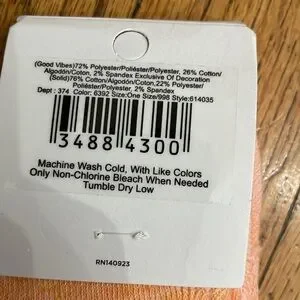 (Good Vibes)72% Polyester/Poliéster/Polyester, 26% Cotton/
Algodón/Coton, 2% Spandex Exclusive Of Decoration
(Solid)76% Cotton/Algodón/Coton,22% Polyester/
Poliéster/Polyester, 2% Spandex
Dept : 374 Color: 6392 Size:One Size/998 Style:614035
34884300
Machine Wash Cold, With Like Colors
Only Non-Chlorine Bleach When Needed
Tumble Dry Low
RN140923